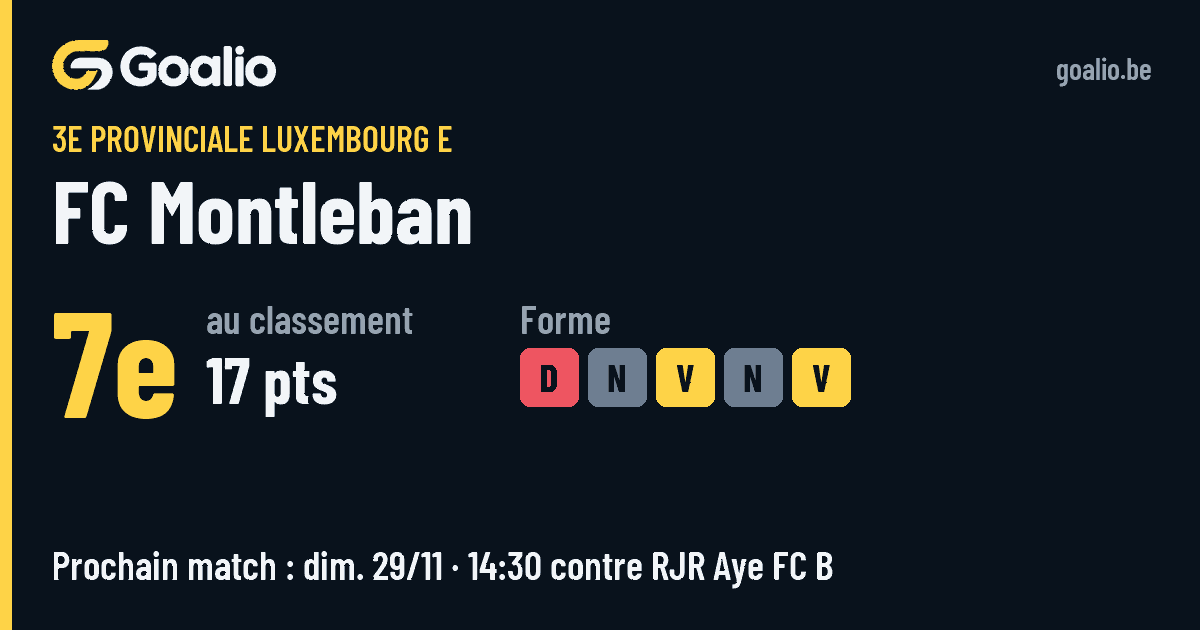 Goalio
goalio.be
3E PROVINCIALE LUXEMBOURG E
FC Montleban
7e
au classement
17 pts
Forme
D N V N V
Prochain match : dim. 29/11 · 14:30 contre RJR Aye FC B